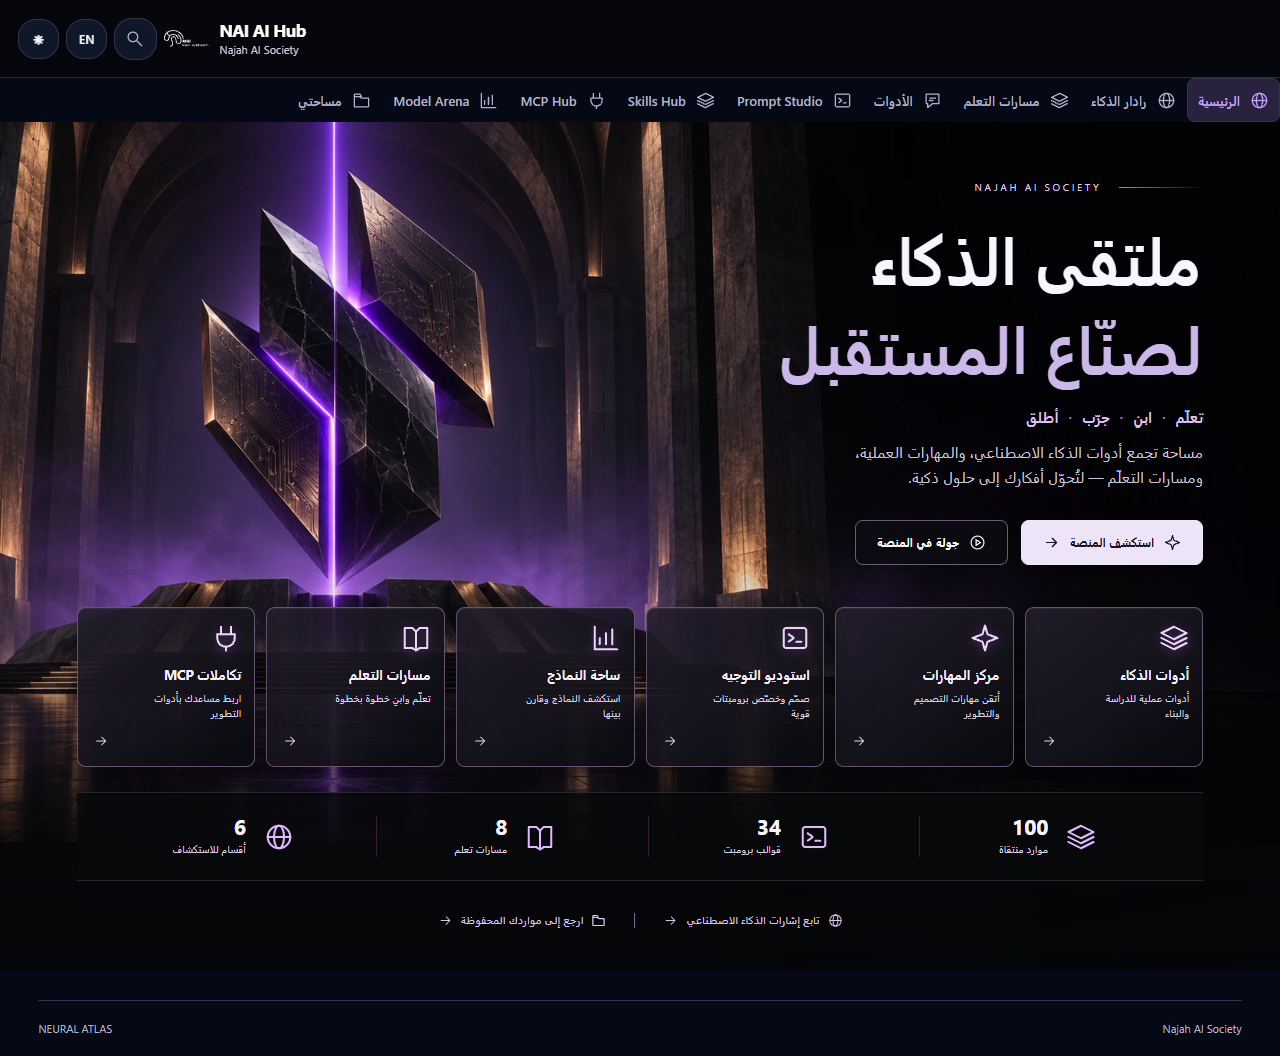 EN
NAI AI Hub
Najah AI Society
الرئيسية
رادار الذكاء
مسارات التعلم
الأدوات
Prompt Studio
Skills Hub
MCP Hub
Model Arena
مساحتي
NAJAH AI SOCIETY
ملتقى الذكاء
لصنّاع المستقبل
تعلّم · ابنِ · جرّب · أطلق
مساحة تجمع أدوات الذكاء الاصطناعي، والمهارات العملية،
ومسارات التعلّم — لتُحوّل أفكارك إلى حلول ذكية.
استكشف المنصة
جولة في المنصة
أدوات الذكاء
أدوات عملية للدراسة
والبناء
مركز المهارات
أتقن مهارات التصميم
والتطوير
استوديو التوجيه
صمّم وخصّص برومبتات
قوية
ساحة النماذج
استكشف النماذج وقارن
بينها
مسارات التعلم
تعلّم وابنِ خطوة بخطوة
تكاملات MCP
اربط مساعدك بأدوات
التطوير
100
موارد منتقاة
34
قوالب برومبت
8
مسارات تعلم
6
أقسام للاستكشاف
تابع إشارات الذكاء الاصطناعي
ارجع إلى مواردك المحفوظة
Najah AI Society
NEURAL ATLAS